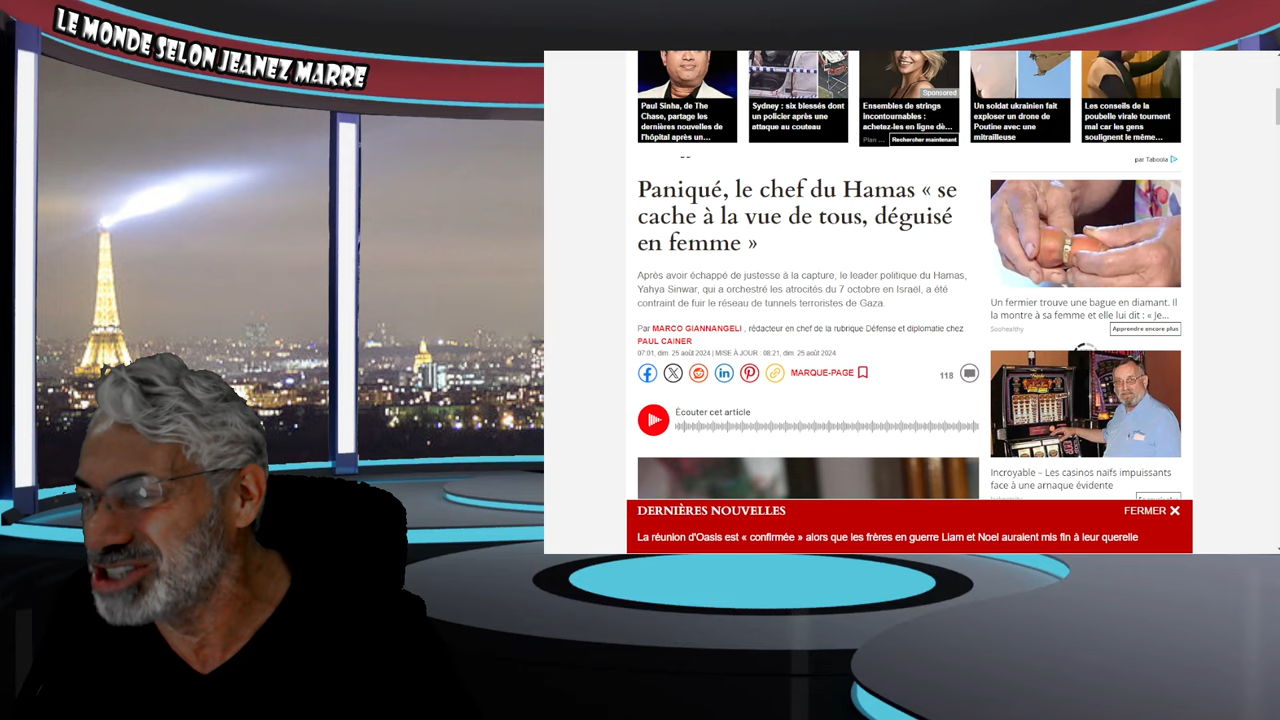 LE MONDE SELON JEANEZ MARRE
Paul Sinha, de The
Chase, partage les
dernières nouvelles de
l'hôpital après un...
Sydney : six blessés dont
un policier après une
attaque au couteau
Sponsored
Ensembles de strings
incontournables :
achetez-les en ligne dè...
Plan ...
Rechercher maintenant
Un soldat ukrainien fait
exploser un drone de
Poutine avec une
mitrailleuse
Les conseils de la
poubelle virale tournent
mal car les gens
soulignent le même...
par Taboola
Paniqué, le chef du Hamas « se
cache à la vue de tous, déguisé
en femme »
Après avoir échappé de justesse à la capture, le leader politique du Hamas,
Yahya Sinwar, qui a orchestré les atrocités du 7 octobre en Israël, a été
contraint de fuir le réseau de tunnels terroristes de Gaza.
Par MARCO GIANNANGELI , rédacteur en chef de la rubrique Défense et diplomatie chez
PAUL CAINER
07:01, dim. 25 août 2024 | MISE À JOUR : 08:21, dim. 25 août 2024
MARQUE-PAGE
118
Écouter cet article
Un fermier trouve une bague en diamant. Il
la montre à sa femme et elle lui dit : « Je...
Souhealthy
Apprendre encore plus
Incroyable – Les casinos naïfs impuissants
face à une arnaque évidente
DERNIÈRES NOUVELLES
FERMER X
La réunion d'Oasis est « confirmée » alors que les frères en guerre Liam et Noel auraient mis fin à leur querelle